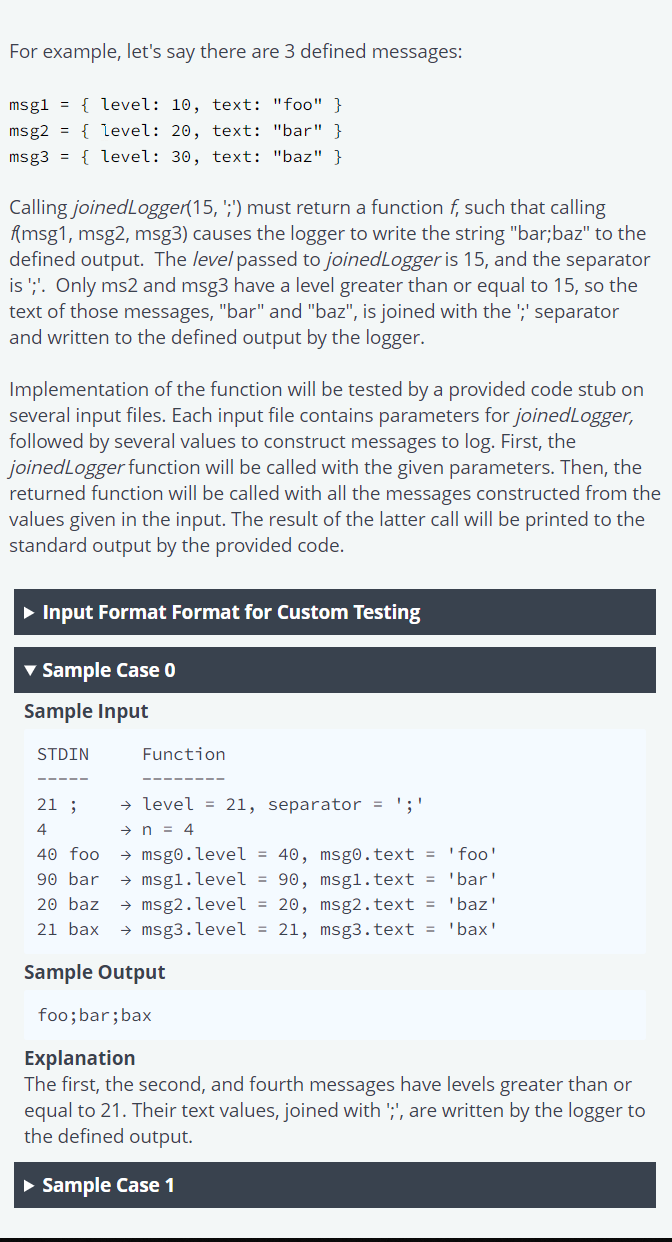 For example, let's say there are 3 defined messages:
msg1 = { level: 10, text: "foo" }
msg2 = { level: 20, text: "bar" }
msg3 = { level: 30, text: "baz" }
Calling joinedLogger(15, ';') must return a function f, such that calling
f(msg1, msg2, msg3) causes the logger to write the string "bar;baz" to the
defined output.  The level passed to joinedLogger is 15, and the separator
is ';'.  Only ms2 and msg3 have a level greater than or equal to 15, so the
text of those messages, "bar" and "baz", is joined with the ';' separator
and written to the defined output by the logger.
Implementation of the function will be tested by a provided code stub on
several input files. Each input file contains parameters for joinedLogger,
followed by several values to construct messages to log. First, the
joinedLogger function will be called with the given parameters. Then, the
returned function will be called with all the messages constructed from the
values given in the input. The result of the latter call will be printed to the
standard output by the provided code.
▶ Input Format Format for Custom Testing
▼ Sample Case 0
Sample Input
STDIN     Function
-----     --------
21 ;    → level = 21, separator = ';'
4       → n = 4
40 foo  → msg0.level = 40, msg0.text = 'foo'
90 bar  → msg1.level = 90, msg1.text = 'bar'
20 baz  → msg2.level = 20, msg2.text = 'baz'
21 bax  → msg3.level = 21, msg3.text = 'bax'
Sample Output
foo;bar;bax
Explanation
The first, the second, and fourth messages have levels greater than or
equal to 21. Their text values, joined with ';', are written by the logger to
the defined output.
▶ Sample Case 1